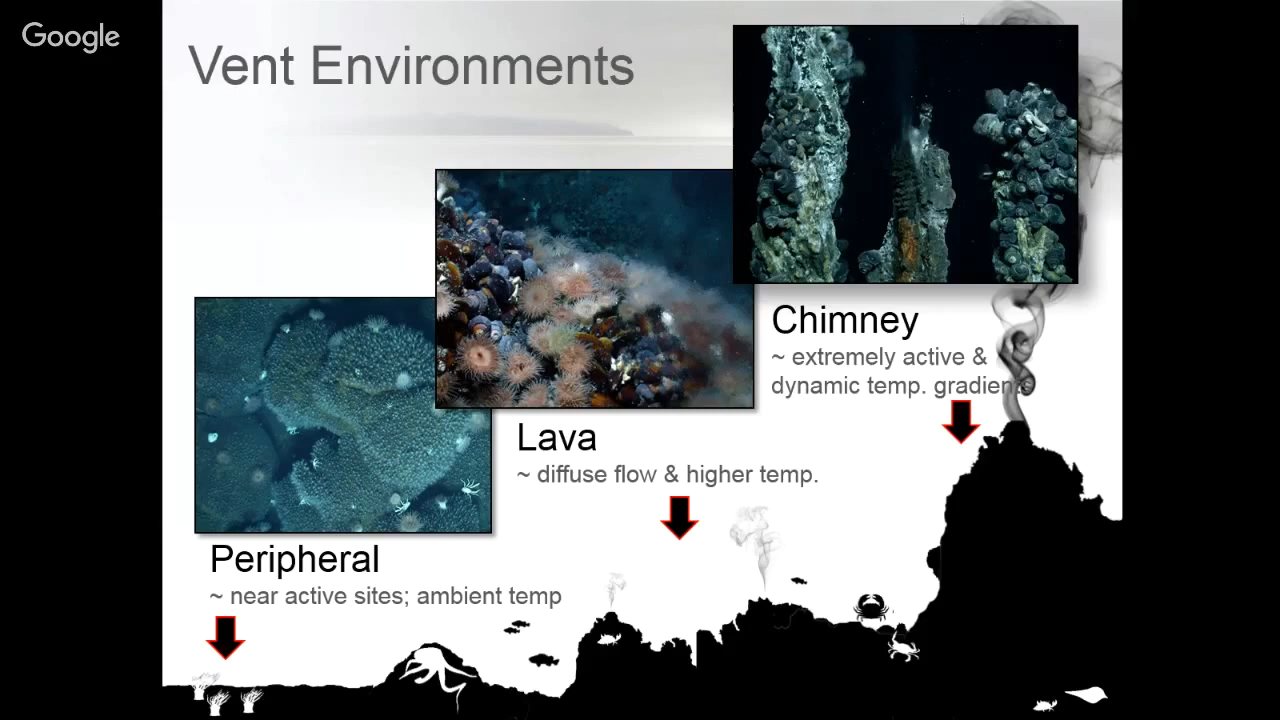 Google
Vent Environments
Chimney
~ extremely active &
dynamic temp. gradients
Lava
~ diffuse flow & higher temp.
Peripheral
~ near active sites; ambient temp